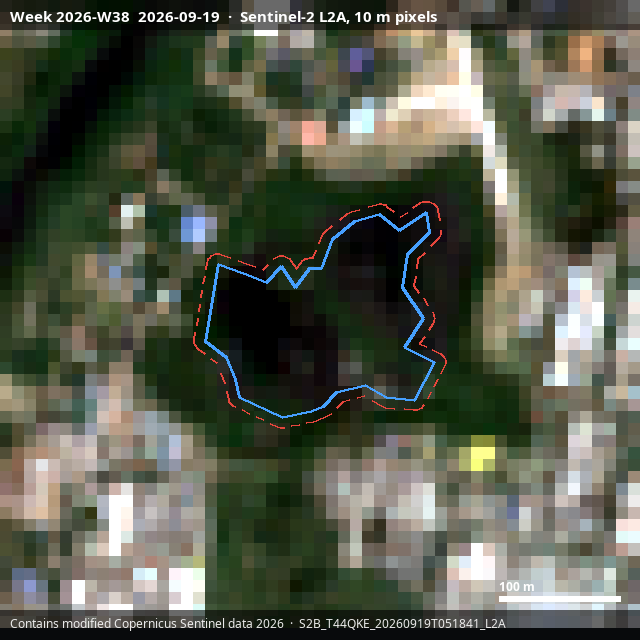 Week 2026-W38  2026-09-19  ·  Sentinel-2 L2A, 10 m pixels
100 m
Contains modified Copernicus Sentinel data 2026  ·  S2B_T44QKE_20260919T051841_L2A